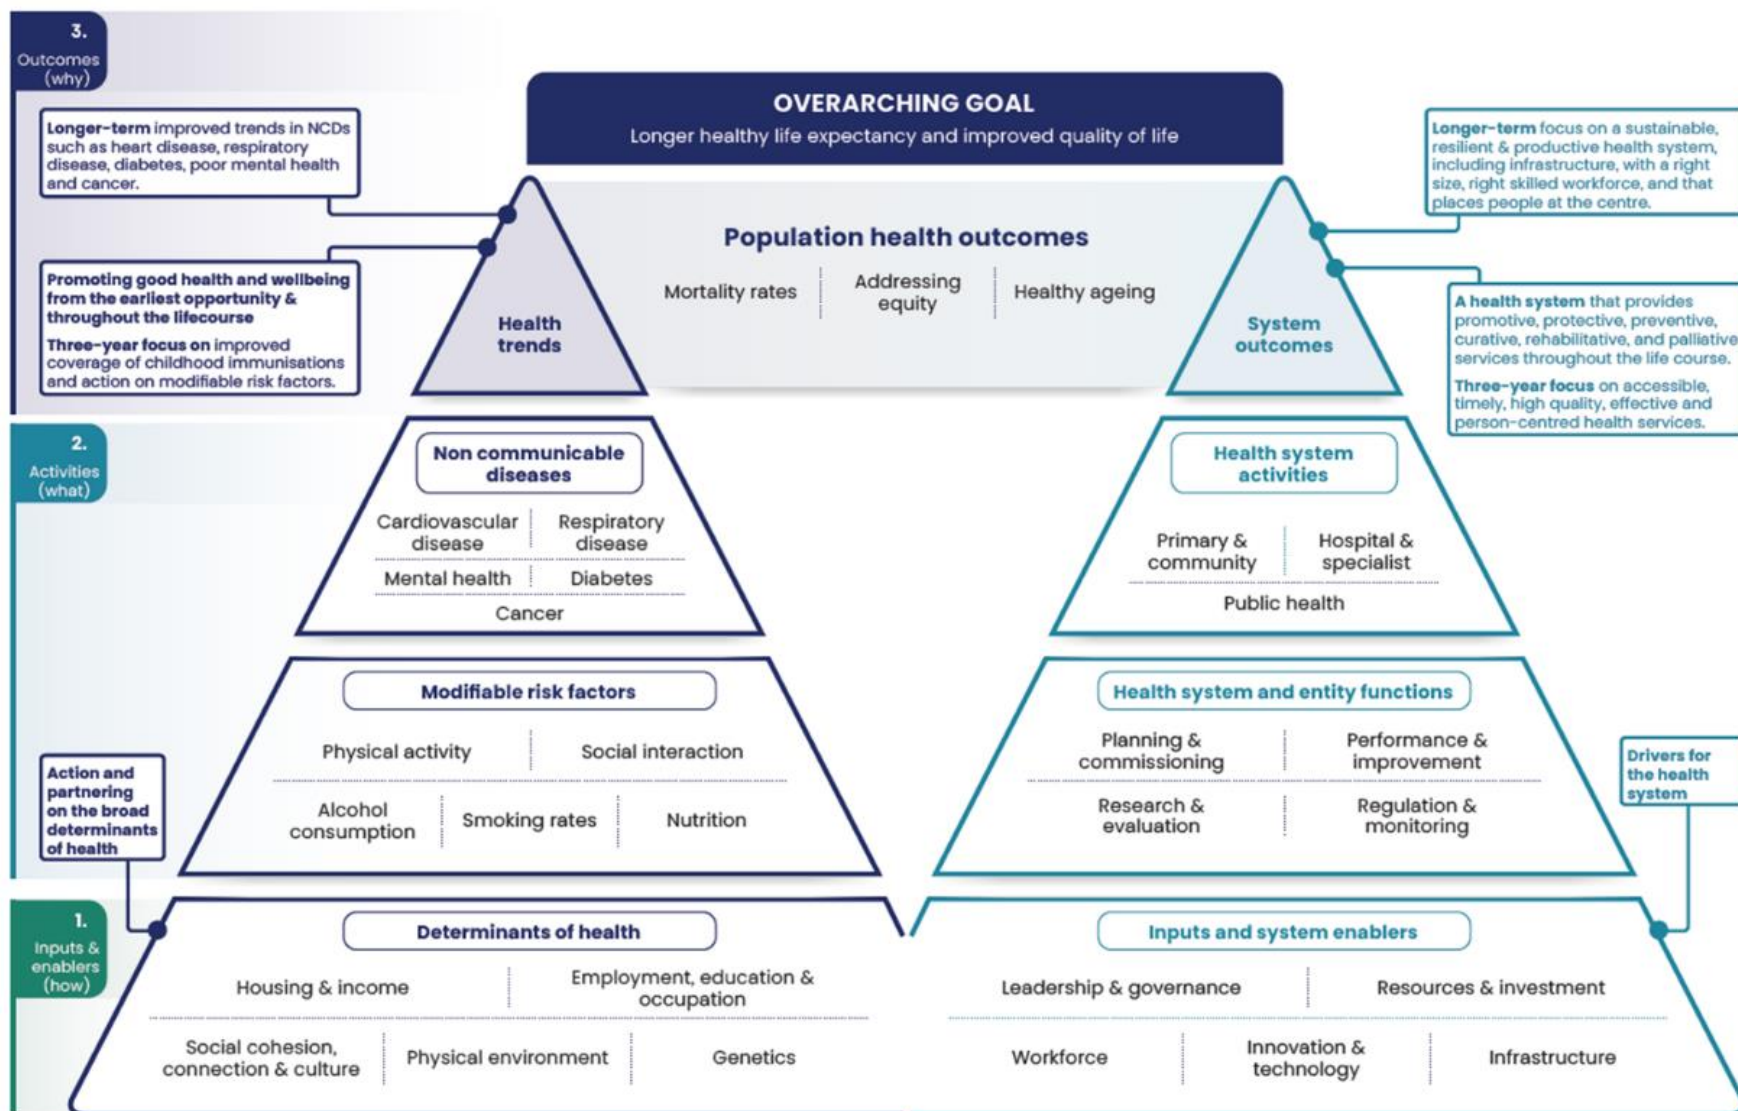 3.
Outcomes
(why)
OVERARCHING GOAL
Longer healthy life expectancy and improved quality of life
Longer-term improved trends in NCDs
such as heart disease, respiratory
disease, diabetes, poor mental health
and cancer.
Promoting good health and wellbeing
from the earliest opportunity &
throughout the lifecourse
Three-year focus on improved
coverage of childhood immunisations
and action on modifiable risk factors.
Health
trends
Population health outcomes
Mortality rates
Addressing
equity
Healthy ageing
System
outcomes
Longer-term focus on a sustainable,
resilient & productive health system,
including infrastructure, with a right
size, right skilled workforce, and that
places people at the centre.
A health system that provides
promotive, protective, preventive,
curative, rehabilitative, and palliative
services throughout the life course.
Three-year focus on accessible,
timely, high quality, effective and
person-centred health services.
2.
Activities
(what)
Non communicable
diseases
Cardiovascular
disease
Respiratory
disease
Mental health
Diabetes
Cancer
Health system
activities
Primary &
community
Hospital &
specialist
Public health
Modifiable risk factors
Physical activity
Social interaction
Alcohol
consumption
Smoking rates
Nutrition
Health system and entity functions
Planning &
commissioning
Performance &
improvement
Research &
evaluation
Regulation &
monitoring
Action and
partnering
on the broad
determinants
of health
Drivers for
the health
system
1.
Inputs &
enablers
(how)
Determinants of health
Housing & income
Employment, education &
occupation
Social cohesion,
connection & culture
Physical environment
Genetics
Inputs and system enablers
Leadership & governance
Resources & investment
Workforce
Innovation &
technology
Infrastructure